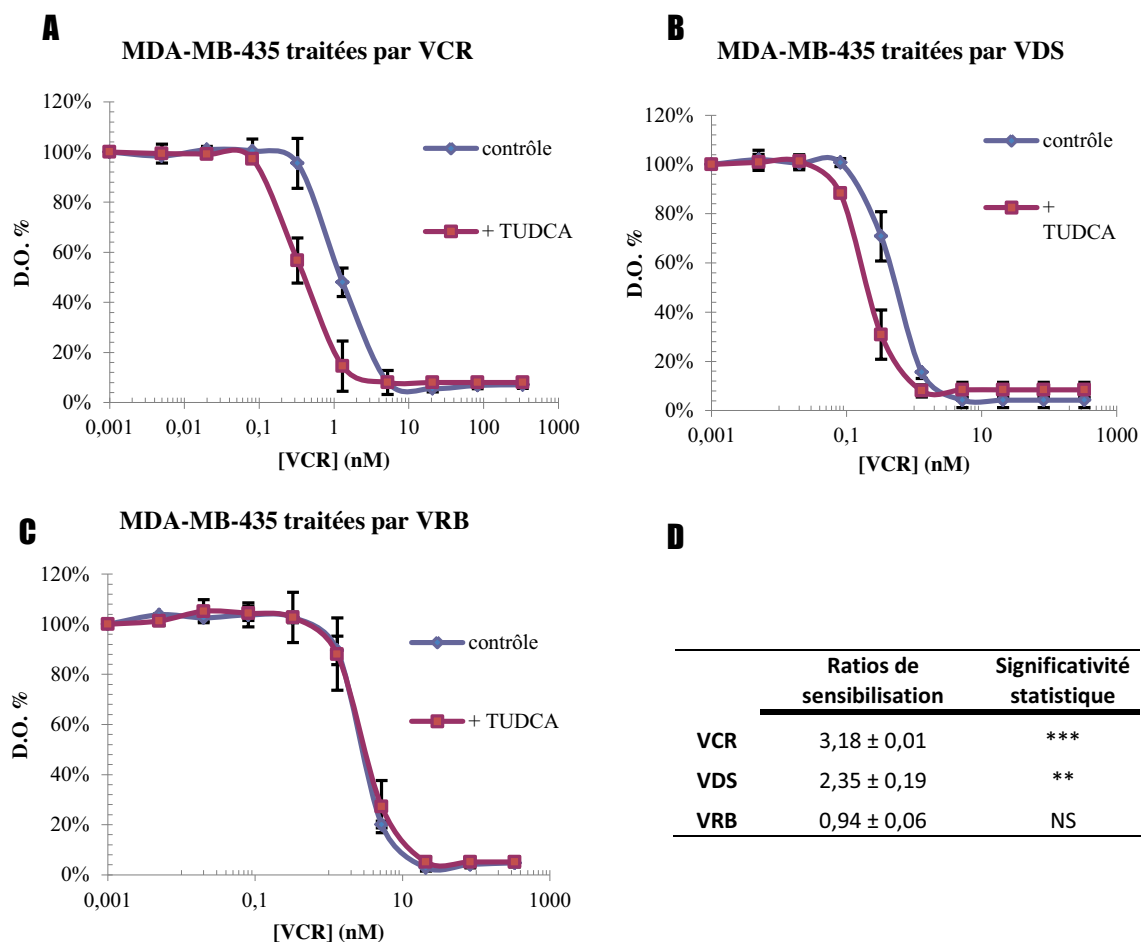 A
MDA-MB-435 traitées par VCR
120%
100%
80%
60%
40%
20%
0%
D.O. %
0,001
0,01
0,1
1
10
100
1000
[VCR] (nM)
contrôle
+ TUDCA
B
MDA-MB-435 traitées par VDS
120%
100%
80%
60%
40%
20%
0%
D.O. %
0,001
0,1
10
1000
[VCR] (nM)
contrôle
+
TUDCA
C
MDA-MB-435 traitées par VRB
120%
100%
80%
60%
40%
20%
0%
D.O. %
0,001
0,1
10
1000
[VCR] (nM)
contrôle
+ TUDCA
D
Ratios de Significativité
sensibilisation statistique
VCR 3,18 ± 0,01 ***
VDS 2,35 ± 0,19 **
VRB 0,94 ± 0,06 NS